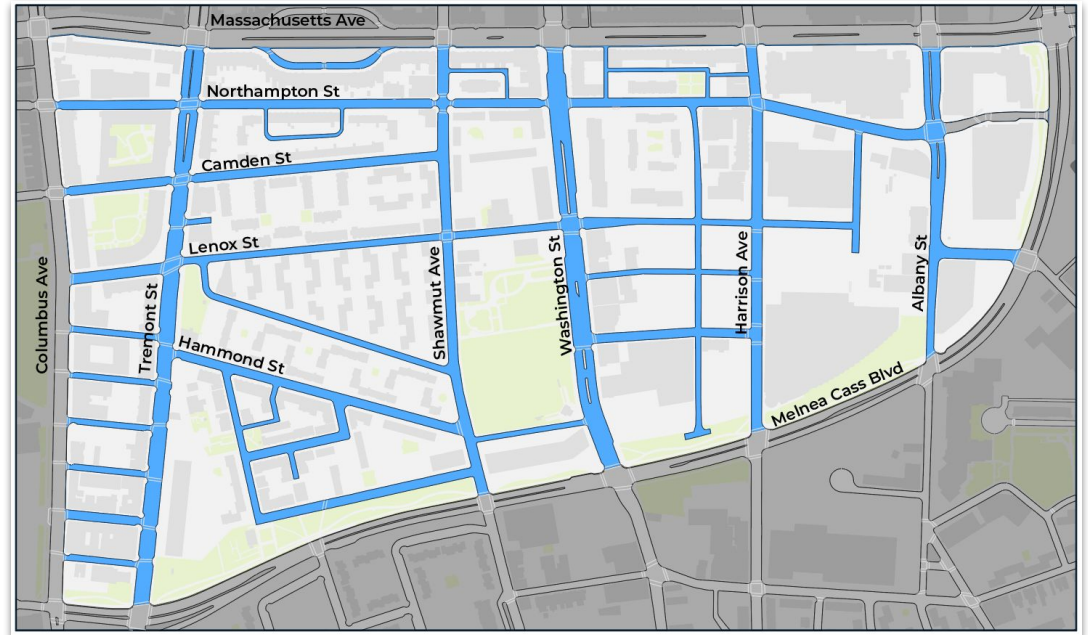 Massachusetts Ave
Northampton St
Camden St
Lenox St
Hammond St
Columbus Ave
Tremont St
Shawmut Ave
Washington St
Harrison Ave
Albany St
Melnea Cass Blvd